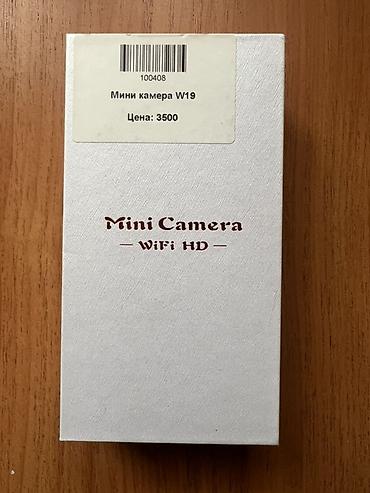 100408
Мини камера W19
Цена: 3500
Mini Camera
— WiFi HD —